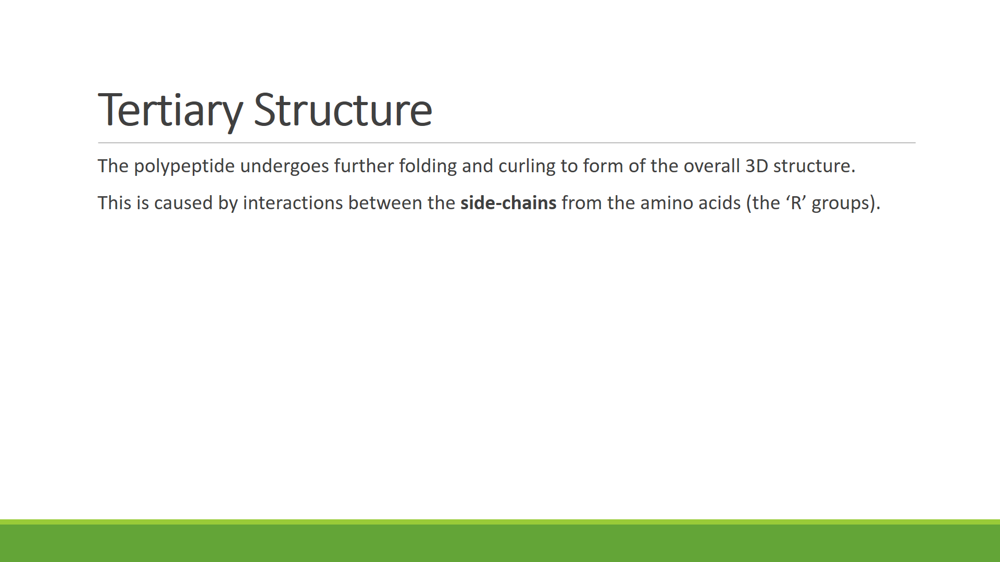 Tertiary Structure
The polypeptide undergoes further folding and curling to form of the overall 3D structure.
This is caused by interactions between the side-chains from the amino acids (the ‘R’ groups).